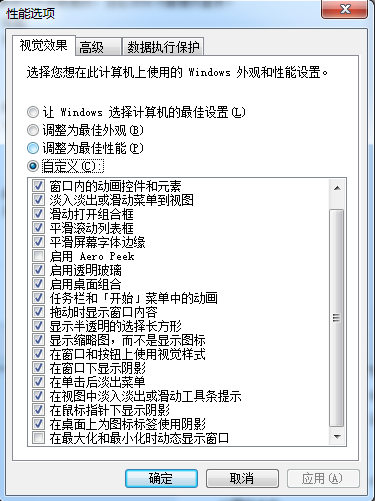 性能选项
视觉效果 高级 数据执行保护
选择您想在此计算机上使用的 Windows 外观和性能设置。
让 Windows 选择计算机的最佳设置(L)
调整为最佳外观(B)
调整为最佳性能(P)
自定义(C):
窗口内的动画控件和元素
淡入淡出或滑动菜单到视图
滑动打开组合框
平滑滚动列表框
平滑屏幕字体边缘
启用 Aero Peek
启用透明玻璃
启用桌面组合
任务栏和「开始」菜单中的动画
拖动时显示窗口内容
显示半透明的选择长方形
显示缩略图，而不是显示图标
在窗口和按钮上使用视觉样式
在窗口下显示阴影
在单击后淡出菜单
在视图中淡入淡出或滑动工具条提示
在鼠标指针下显示阴影
在桌面上为图标标签使用阴影
在最大化和最小化时动态显示窗口
确定 取消 应用(A)